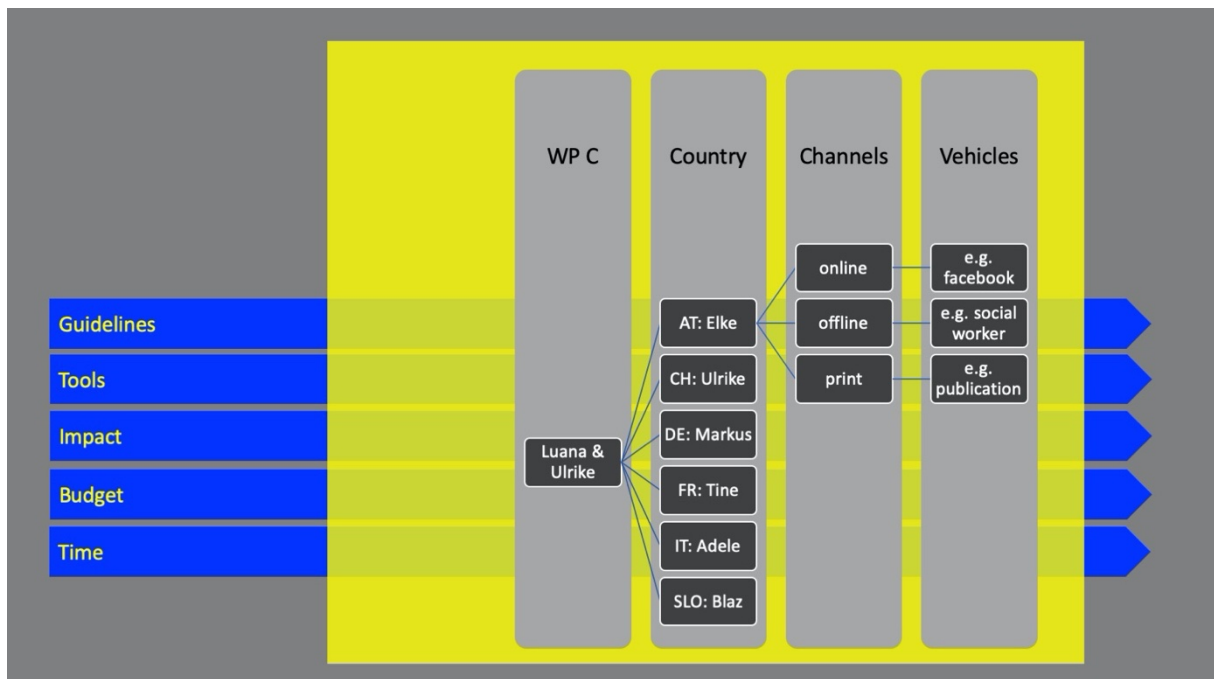 WP C
Country
Channels
Vehicles
online
e.g.
facebook
Guidelines
AT: Elke
offline
e.g. social
worker
Tools
CH: Ulrike
print
e.g.
publication
Impact
DE: Markus
Luana &
Ulrike
Budget
FR: Tine
Time
IT: Adele
SLO: Blaz